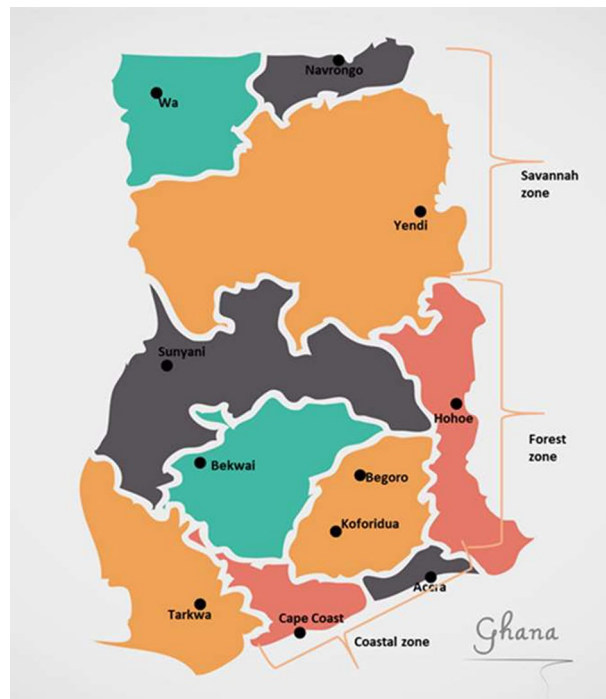 Navrongo
Wa
Savannah
zone
Yendi
Sunyani
Hohoe
Forest
zone
Bekwai
Begoro
Koforidua
Accra
Tarkwa
Cape Coast
Coastal zone
Ghana